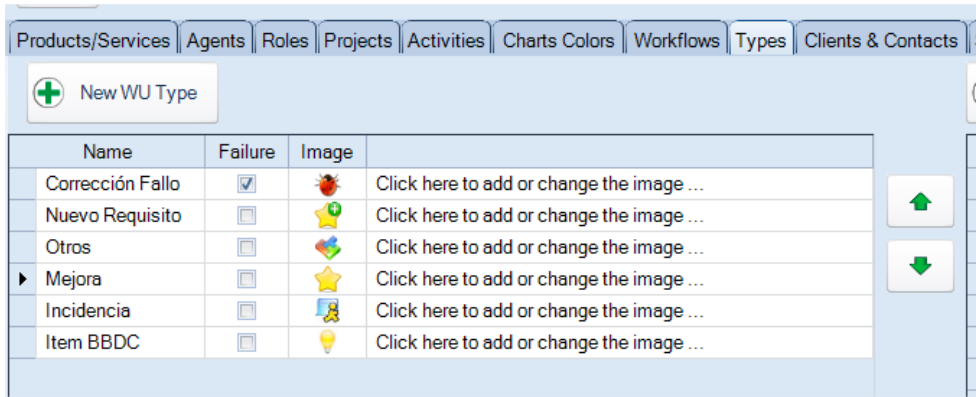 Products/Services Agents Roles Projects Activities Charts Colors Workflows Types Clients & Contacts
New WU Type
Name Failure Image
Corrección Fallo Click here to add or change the image ...
Nuevo Requisito Click here to add or change the image ...
Otros Click here to add or change the image ...
Mejora Click here to add or change the image ...
Incidencia Click here to add or change the image ...
Item BBDC Click here to add or change the image ...